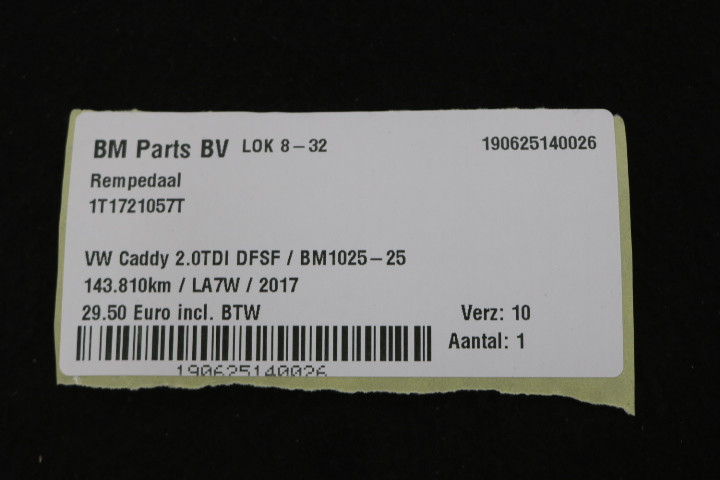 BM Parts BV LOK 8-32 190625140026
Rempedaal
1T1721057T
VW Caddy 2.0TDI DFSF / BM1025-25
143.810km / LA7W / 2017
29.50 Euro incl. BTW Verz: 10
Aantal: 1
190625140026